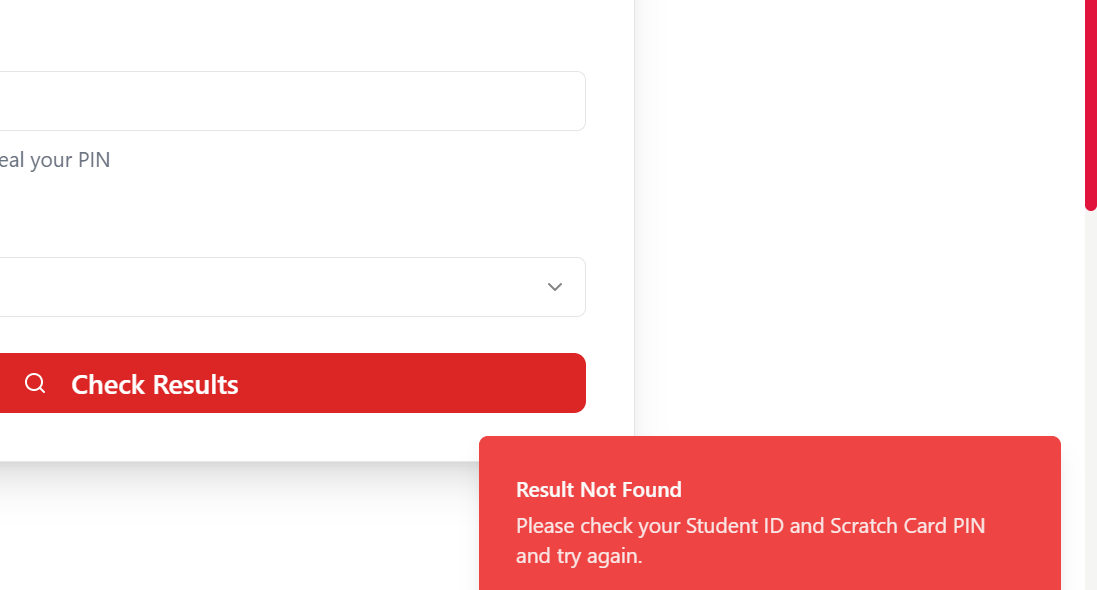 your PIN
Check Results
Result Not Found
Please check your Student ID and Scratch Card PIN
and try again.